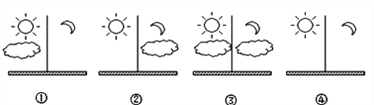 ① ② ③ ④